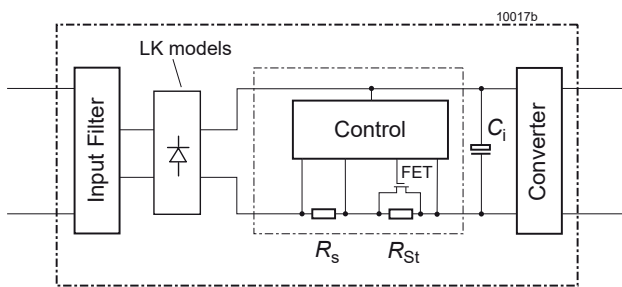 10017b
LK models
Input Filter
Control
FET
Ci
Converter
Rs
RSt